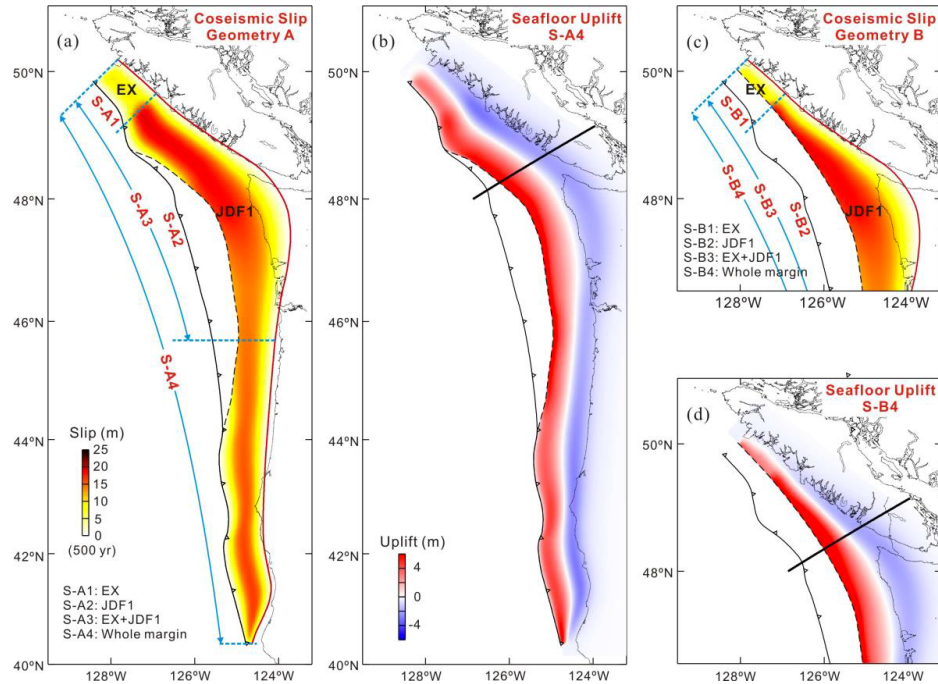 (a)
Coseismic Slip
Geometry A
50°N
48°N
46°N
44°N
42°N
40°N
EX
S-A1
S-A3
S-A2
JDF1
S-A4
Slip (m)
25
20
15
10
5
0
(500 yr)
S-A1: EX
S-A2: JDF1
S-A3: EX+JDF1
S-A4: Whole margin
128°W
126°W
124°W
(b)
Seafloor Uplift
S-A4
50°N
48°N
46°N
44°N
42°N
40°N
Uplift (m)
4
0
-4
128°W
126°W
124°W
(c)
Coseismic Slip
Geometry B
50°N
48°N
EX
S-B1
S-B4
S-B3
S-B2
JDF1
S-B1: EX
S-B2: JDF1
S-B3: EX+JDF1
S-B4: Whole margin
128°W
126°W
124°W
(d)
Seafloor Uplift
S-B4
50°N
48°N
128°W
126°W
124°W